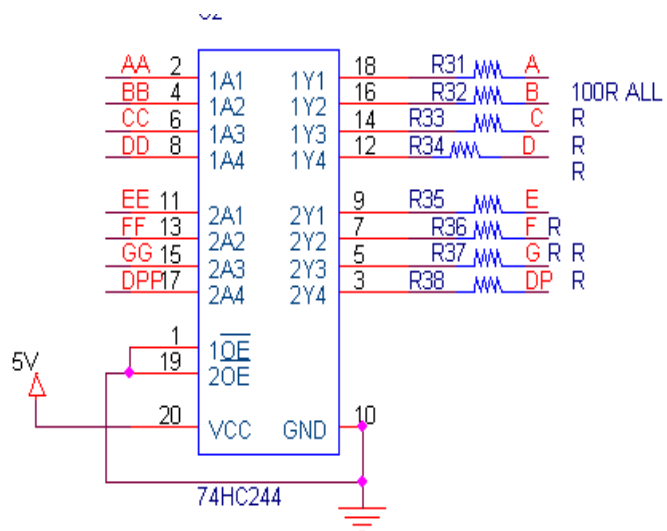 AA 2 1A1 1Y1 18 R31 A
BB 4 1A2 1Y2 16 R32 B 100R ALL
CC 6 1A3 1Y3 14 R33 C R
DD 8 1A4 1Y4 12 R34 D R
R
EE 11 2A1 2Y1 9 R35 E
FF 13 2A2 2Y2 7 R36 F R
GG 15 2A3 2Y3 5 R37 G R R
DPP 17 2A4 2Y4 3 R38 DP R
1 1OE
5V 19 2OE
20 VCC GND 10
74HC244